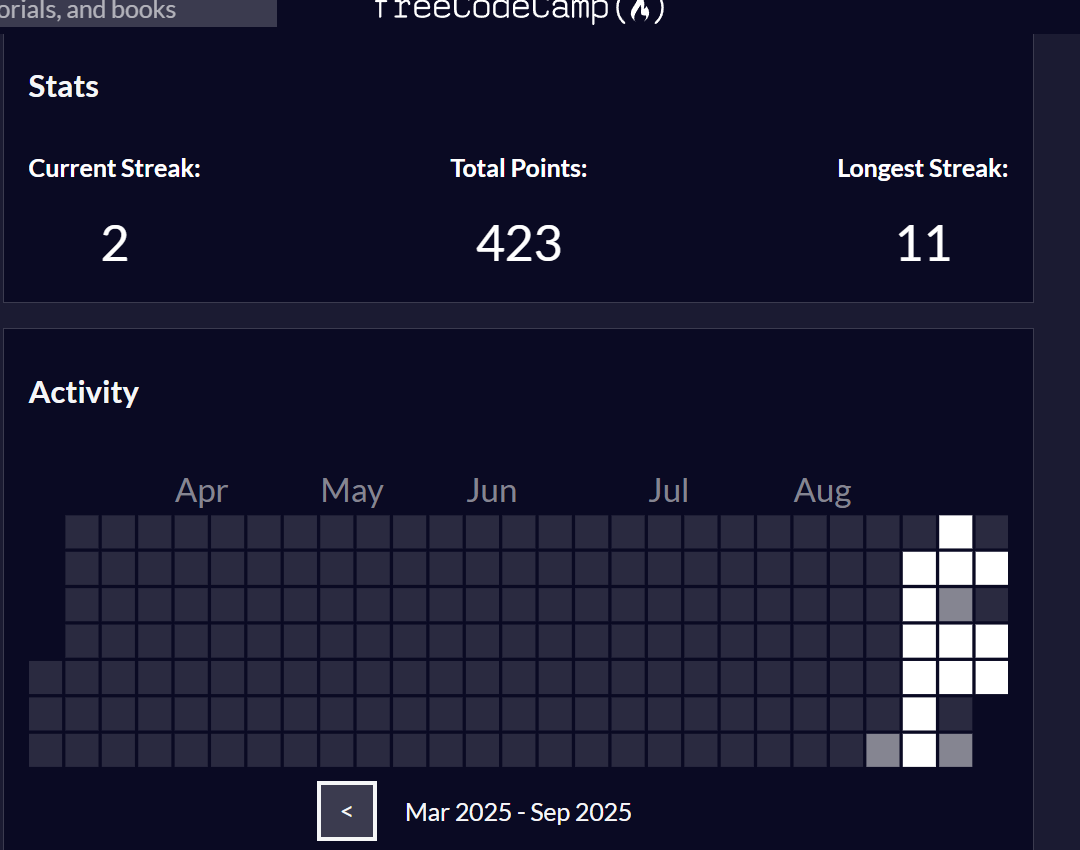 orials, and books
freeCodeCamp(🔥)
Stats
Current Streak: Total Points: Longest Streak:
2 423 11
Activity
Apr May Jun Jul Aug
< Mar 2025 - Sep 2025